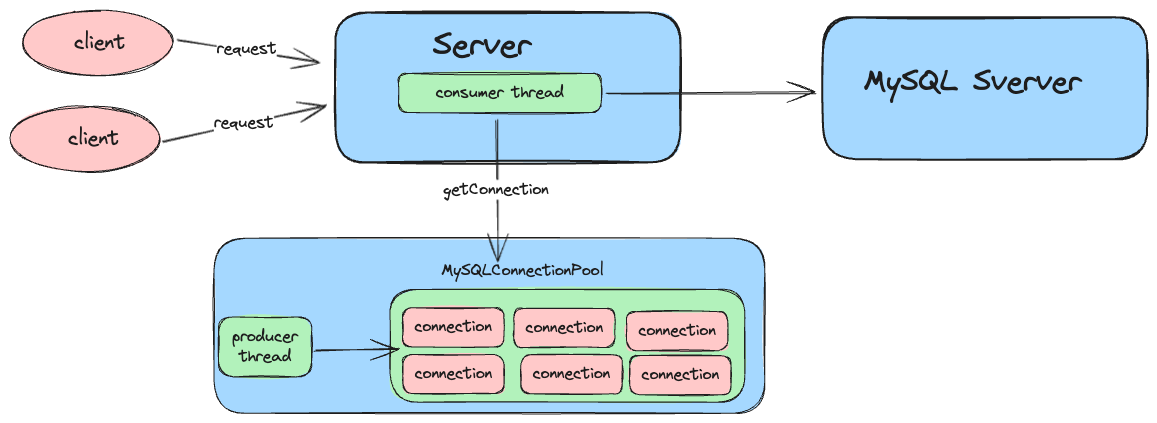 client
request
Server
consumer thread
MySQL Sverver
client
request
getConnection
MySQLConnectionPool
producer
thread
connection
connection
connection
connection
connection
connection